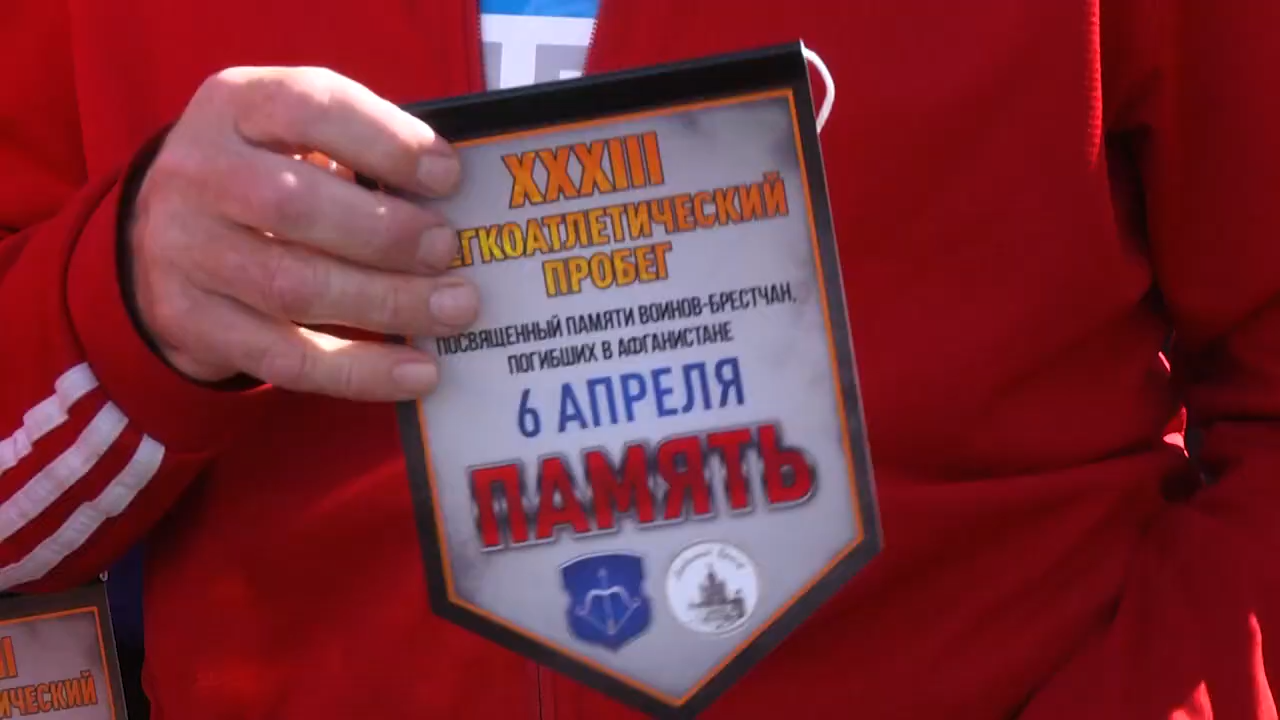 XXXIII
ЕГКОАТЛЕТИЧЕСКИЙ
ПРОБЕГ
ПОСВЯЩЕННЫЙ ПАМЯТИ ВОИНОВ-БРЕСТЧАН,
ПОГИБШИХ В АФГАНИСТАНЕ
6 АПРЕЛЯ
ПАМЯТЬ
ИЧЕСКИЙ